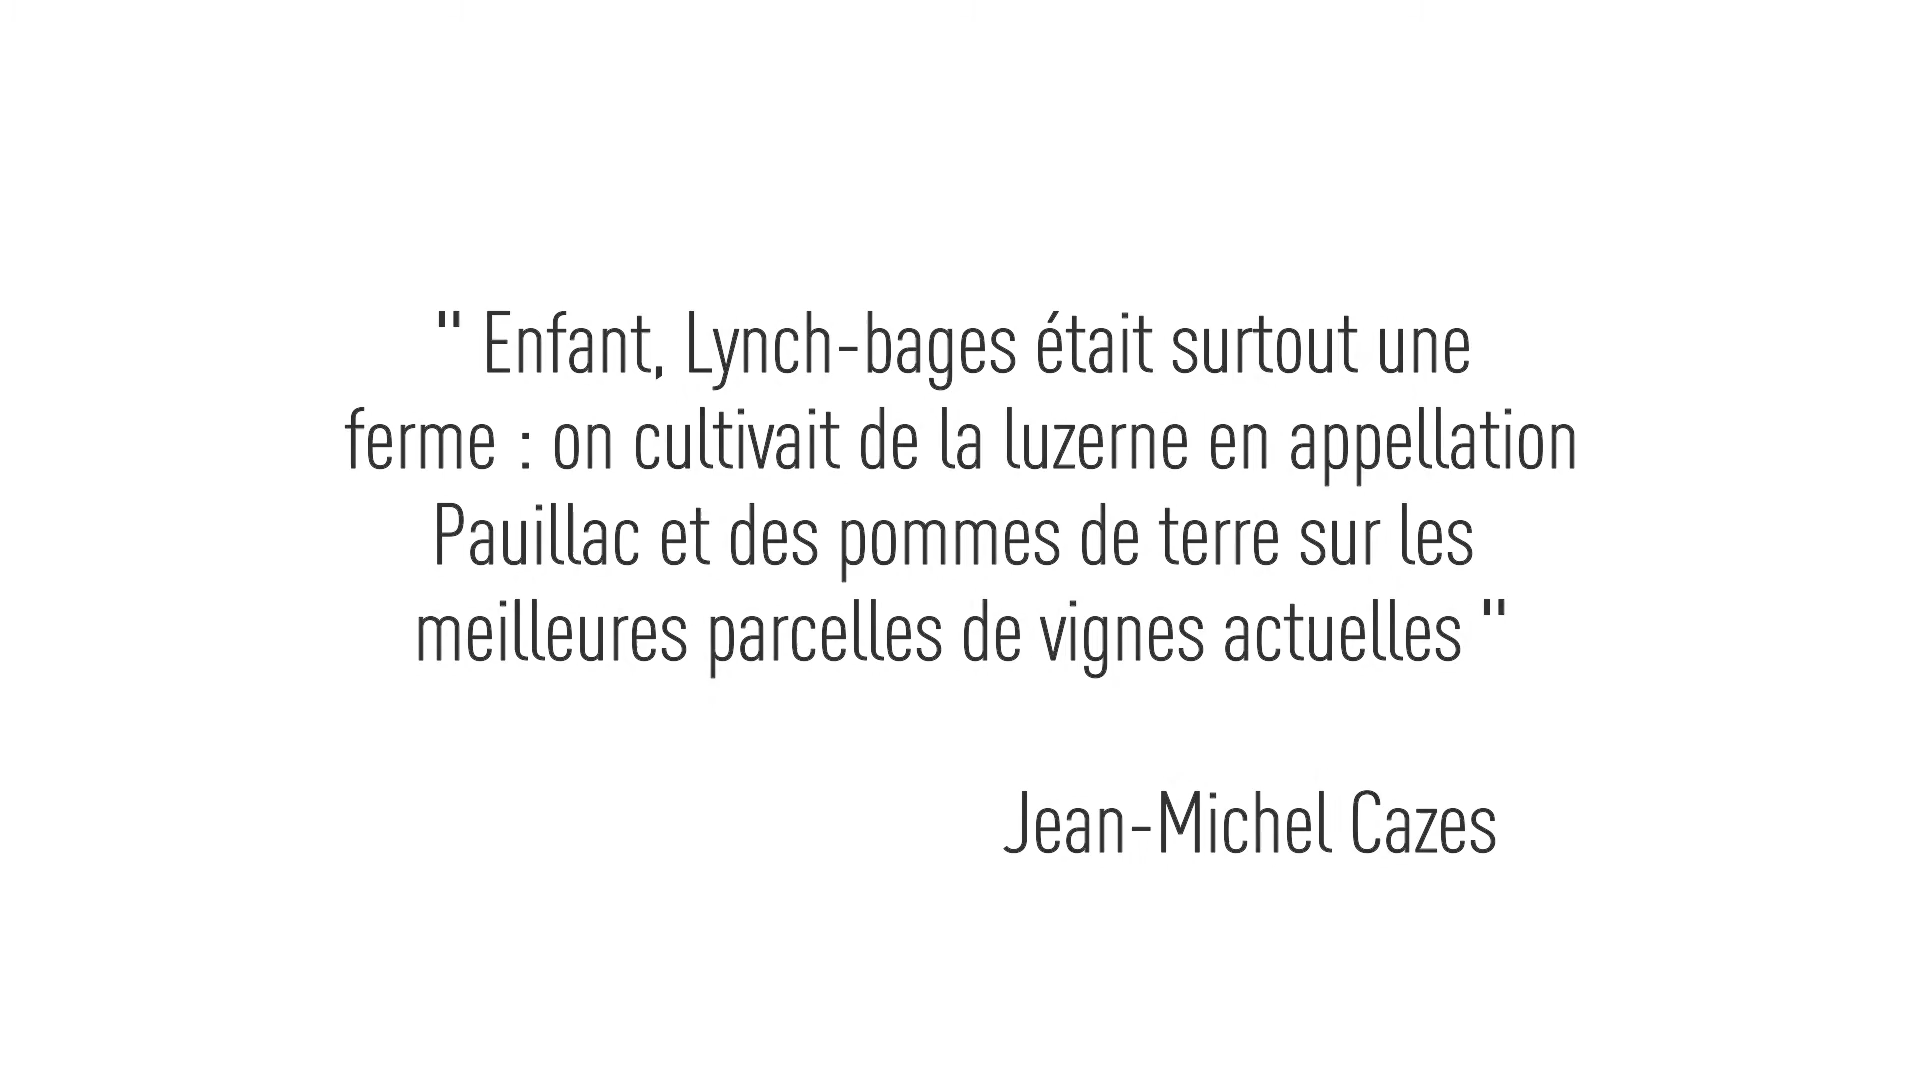 " Enfant, Lynch-bages était surtout une
ferme : on cultivait de la luzerne en appellation
Pauillac et des pommes de terre sur les
meilleures parcelles de vignes actuelles "
Jean-Michel Cazes